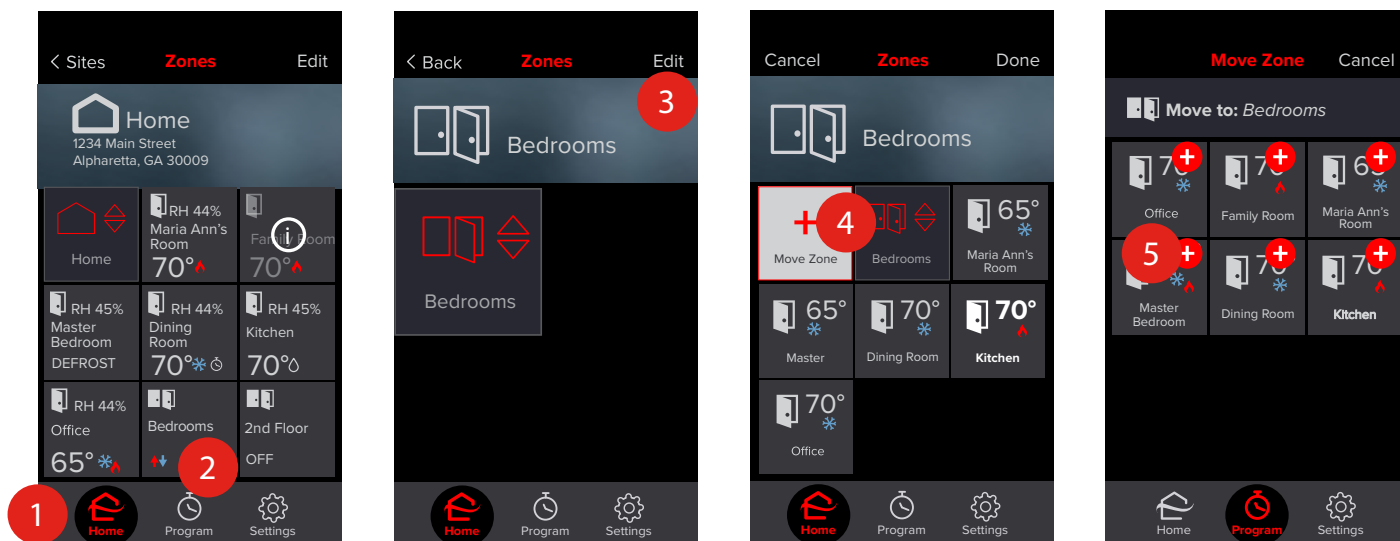 < Sites Zones Edit
Home
1234 Main Street
Alpharetta, GA 30009
Home
RH 44%
Maria Ann's
Room
70°
i
Family Room
70°
RH 45%
Master
Bedroom
DEFROST
RH 44%
Dining
Room
70°
RH 45%
Kitchen
70°
RH 44%
Office
65°
Bedrooms
2
2nd Floor
OFF
1
Home Program Settings
< Back Zones Edit
3
Bedrooms
Bedrooms
Home Program Settings
Cancel Zones Done
Bedrooms
+
Move Zone
4
Bedrooms
65°
Maria Ann's
Room
65°
Master
70°
Dining Room
70°
Kitchen
70°
Office
Home Program Settings
Move Zone Cancel
Move to: Bedrooms
+
Office
+
Family Room
+
Maria Ann's
Room
5
+
Master
Bedroom
+
Dining Room
+
KItchen
Home Program Settings